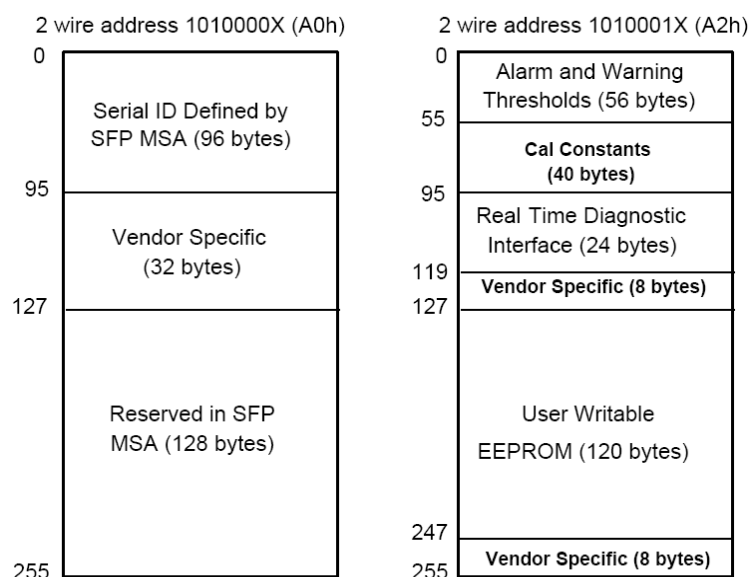 2 wire address 1010000X (A0h)
0
Serial ID Defined by
SFP MSA (96 bytes)
95
Vendor Specific
(32 bytes)
127
Reserved in SFP
MSA (128 bytes)
255
2 wire address 1010001X (A2h)
0
Alarm and Warning
Thresholds (56 bytes)
55
Cal Constants
(40 bytes)
95
Real Time Diagnostic
Interface (24 bytes)
119
Vendor Specific (8 bytes)
127
User Writable
EEPROM (120 bytes)
247
Vendor Specific (8 bytes)
255